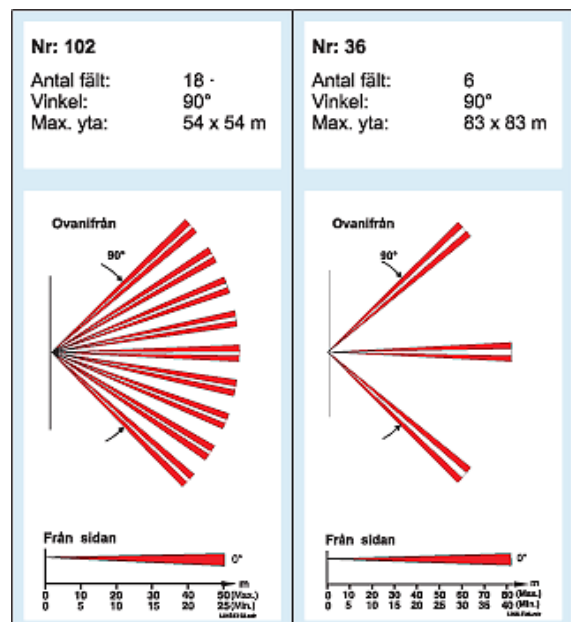 Nr: 102
Antal fält: 18 -
Vinkel: 90°
Max. yta: 54 x 54 m
Ovanifrån
90°
Från sidan
0°
m
0 10 20 30 40 50(Max.)
0 5 10 15 20 25(Min.)
Nr: 36
Antal fält: 6
Vinkel: 90°
Max. yta: 83 x 83 m
Ovanifrån
90°
Från sidan
0°
m
0 10 20 30 40 50 60 70 80 (Max.)
0 5 10 15 20 25 30 35 40 (Min.)